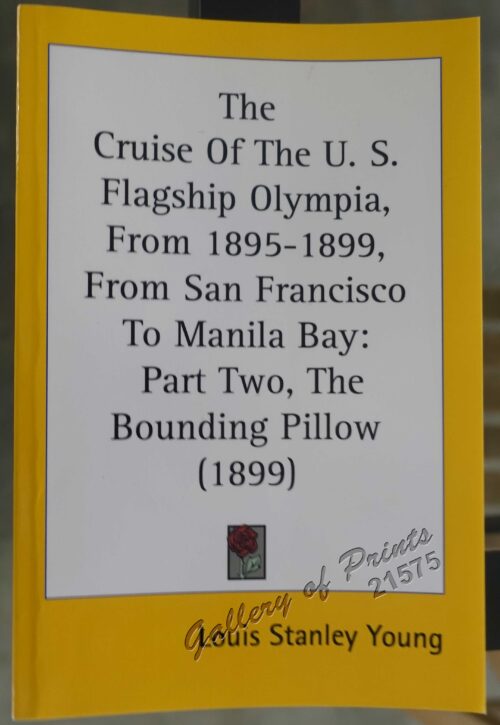 The
Cruise Of The U. S.
Flagship Olympia,
From 1895-1899,
From San Francisco
To Manila Bay:
Part Two, The
Bounding Pillow
(1899)
Gallery of Prints
21575
Louis Stanley Young